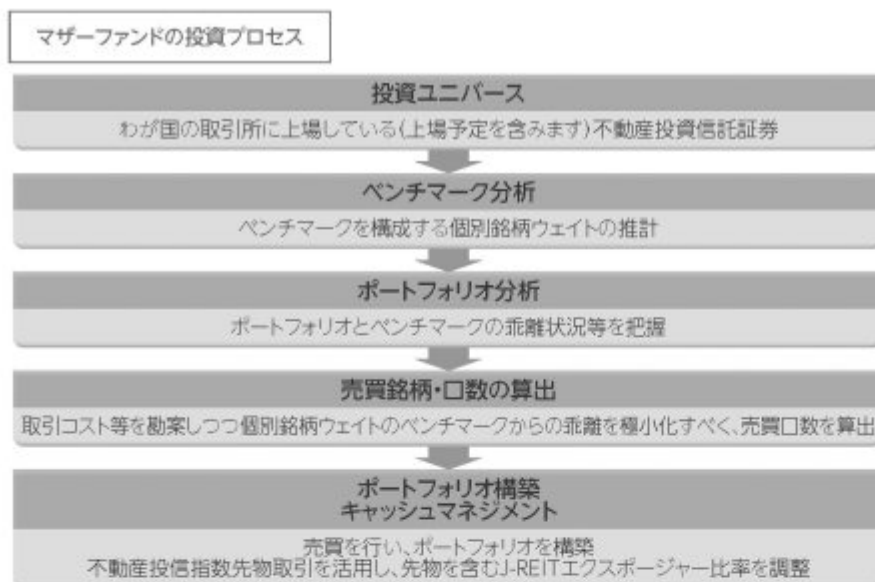 マザーファンドの投資プロセス
投資ユニバース
わが国の取引所に上場している(上場予定を含みます)不動産投資信託証券
ベンチマーク分析
ベンチマークを構成する個別銘柄ウェイトの推計
ポートフォリオ分析
ポートフォリオとベンチマークの乖離状況等を把握
売買銘柄・口数の算出
取引コスト等を勘案しつつ個別銘柄ウェイトのベンチマークからの乖離を極小化すべく、売買口数を算出
ポートフォリオ構築
キャッシュマネジメント
売買を行い、ポートフォリオを構築
不動産投信指数先物取引を活用し、先物を含むJ-REITエクスポージャー比率を調整